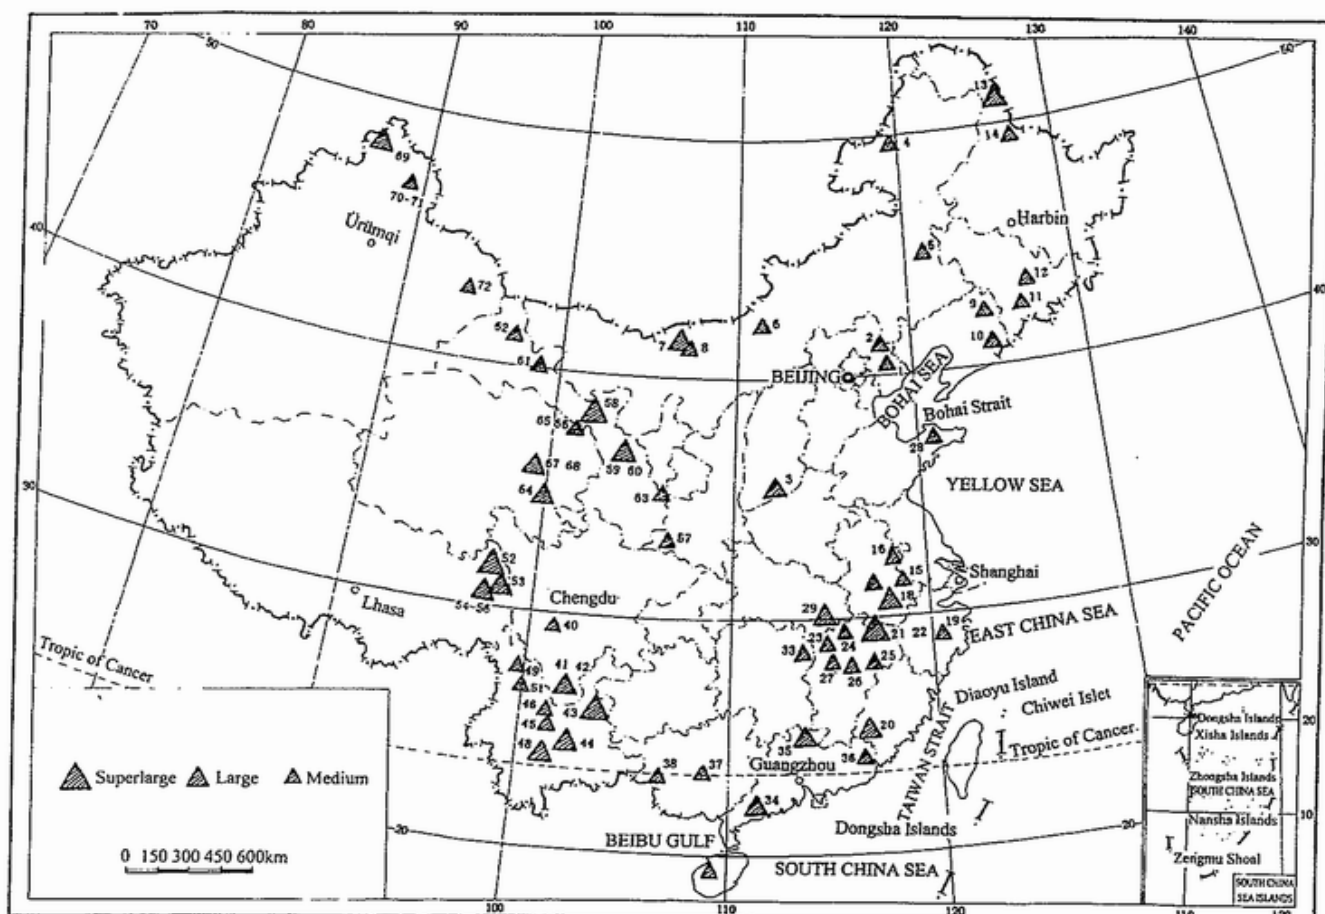 70
80
90
100
110
120
130
140
50
50
13
14
4
69
70-71
Ürümqi
Harbin
40
5
12
72
11
9
40
62
6
7
8
2
10
61
BEIJING
BOHAI SEA
58
Bohai Strait
65 66
28
67 68
59 60
30
64
63
3
YELLOW SEA
57
16
30
52
15
Shanghai
53
18
54-56
Chengdu
Lhasa
29
PACIFIC OCEAN
40
19
EAST CHINA SEA
21 22
23
24
33
25
Tropic of Cancer
49
41 42
27
26
51
Diaoyu Island
Chiwei Islet
46
43
45
20
Dongsha Islands
20
Xisha Islands
48
44
35
TAIWAN STRAIT
Tropic of Cancer
Guangzhou
36
Superlarge
Large
Medium
38
37
Zhongsha Islands
SOUTH CHINA SEA
34
20
Dongsha Islands
20
Nansha Islands
10
BEIBU GULF
0 150 300 450 600km
SOUTH CHINA SEA
Zengmu Shoal
SOUTH CHINA
SEA ISLANDS
100
110
120
110
120